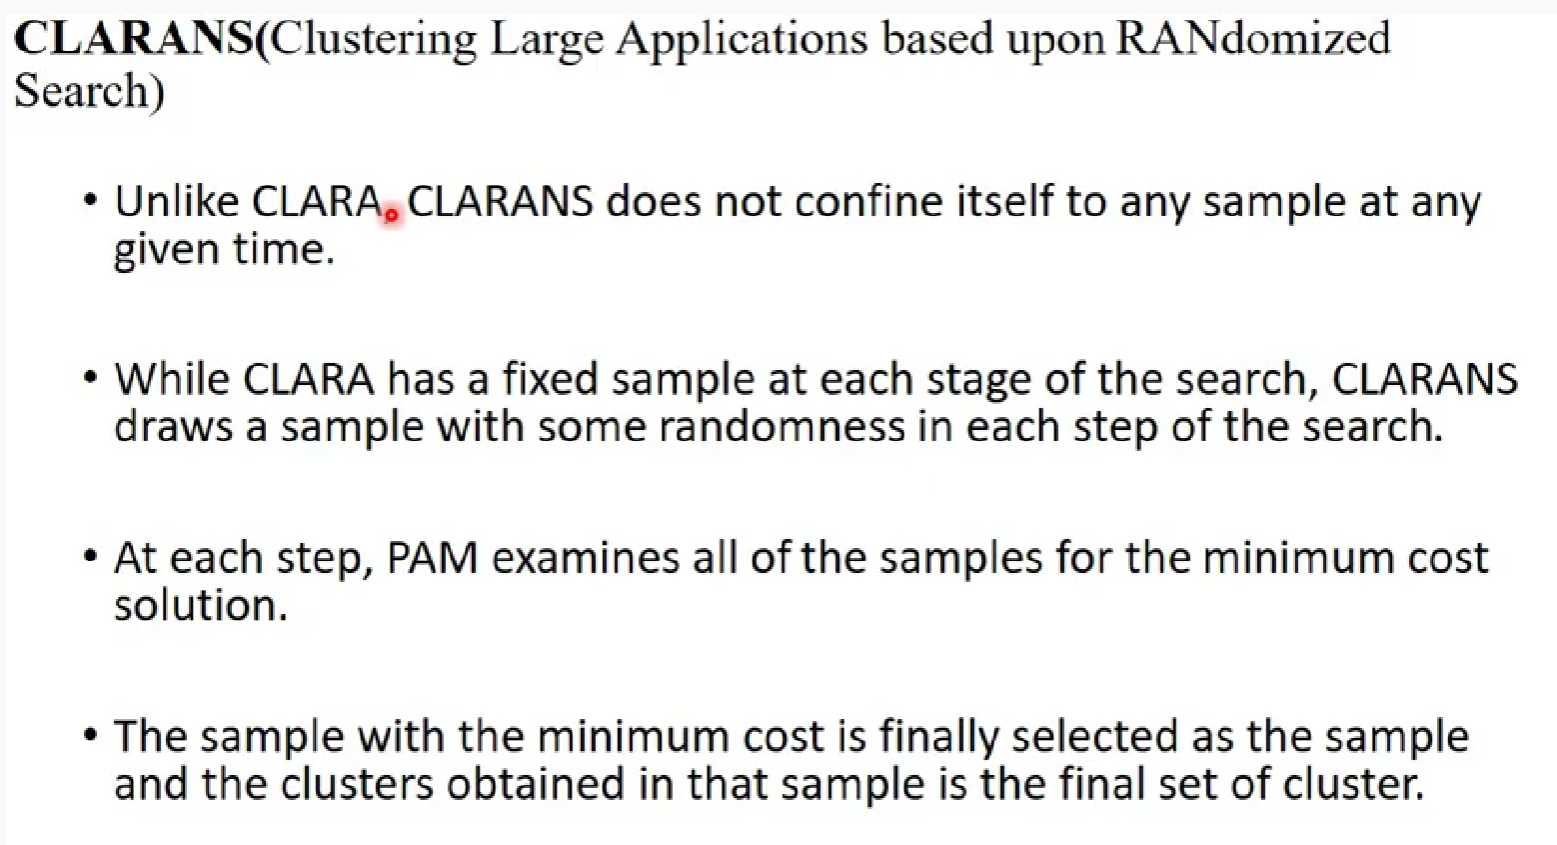 CLARANS(Clustering Large Applications based upon RANdomized
Search)
• Unlike CLARA, CLARANS does not confine itself to any sample at any
given time.
• While CLARA has a fixed sample at each stage of the search, CLARANS
draws a sample with some randomness in each step of the search.
• At each step, PAM examines all of the samples for the minimum cost
solution.
• The sample with the minimum cost is finally selected as the sample
and the clusters obtained in that sample is the final set of cluster.